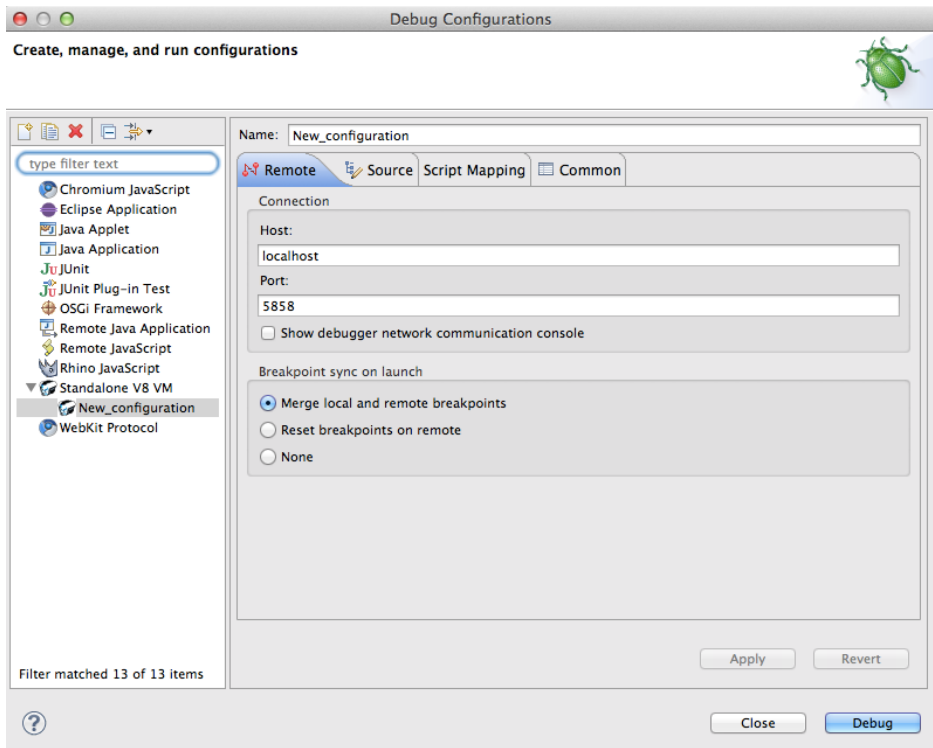 Debug Configurations
Create, manage, and run configurations
type filter text
Chromium JavaScript
Eclipse Application
Java Applet
Java Application
JUnit
JUnit Plug-in Test
OSGi Framework
Remote Java Application
Remote JavaScript
Rhino JavaScript
Standalone V8 VM
New_configuration
WebKit Protocol
Filter matched 13 of 13 items
Name: New_configuration
Remote Source Script Mapping Common
Connection
Host:
localhost
Port:
5858
Show debugger network communication console
Breakpoint sync on launch
Merge local and remote breakpoints
Reset breakpoints on remote
None
Apply Revert
? Close Debug